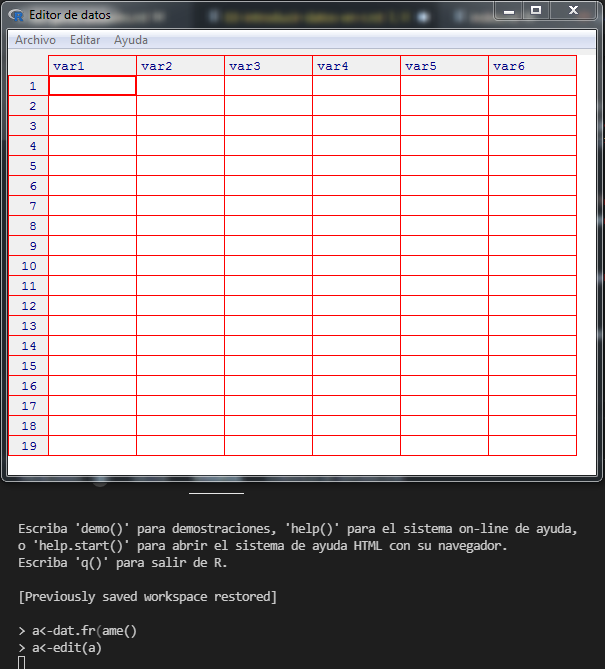 Editor de datos
Archivo Editar Ayuda
var1 var2 var3 var4 var5 var6
1
2
3
4
5
6
7
8
9
10
11
12
13
14
15
16
17
18
19
Escriba 'demo()' para demostraciones, 'help()' para el sistema on-line de ayuda,
o 'help.start()' para abrir el sistema de ayuda HTML con su navegador.
Escriba 'q()' para salir de R.
[Previously saved workspace restored]
> a<-dat.fr(ame()
> a<-edit(a)